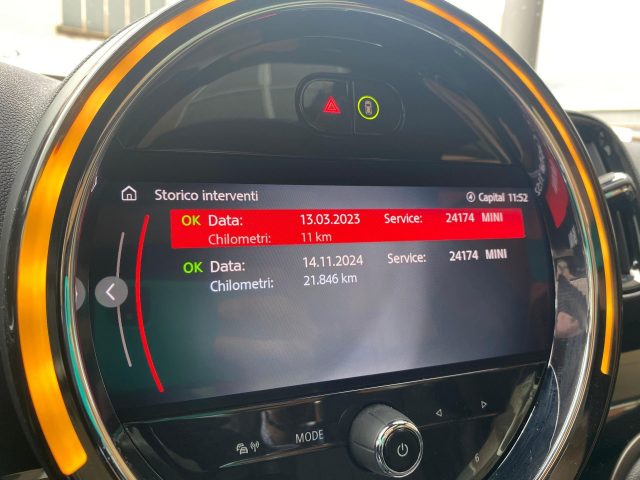 Storico interventi Capital 11:52
OK Data: 13.03.2023 Service: 24174 MINI
Chilometri: 11 km
OK Data: 14.11.2024 Service: 24174 MINI
Chilometri: 21.846 km
MODE
6